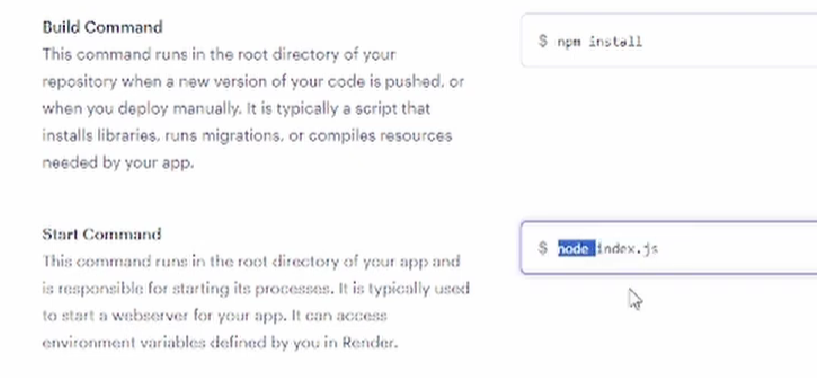 Build Command
This command runs in the root directory of your
repository when a new version of your code is pushed, or
when you deploy manually. It is typically a script that
installs libraries, runs migrations, or compiles resources
needed by your app.
$ npm install
Start Command
This command runs in the root directory of your app and
is responsible for starting its processes. It is typically used
to start a webserver for your app. It can access
environment variables defined by you in Render.
$ node index.js